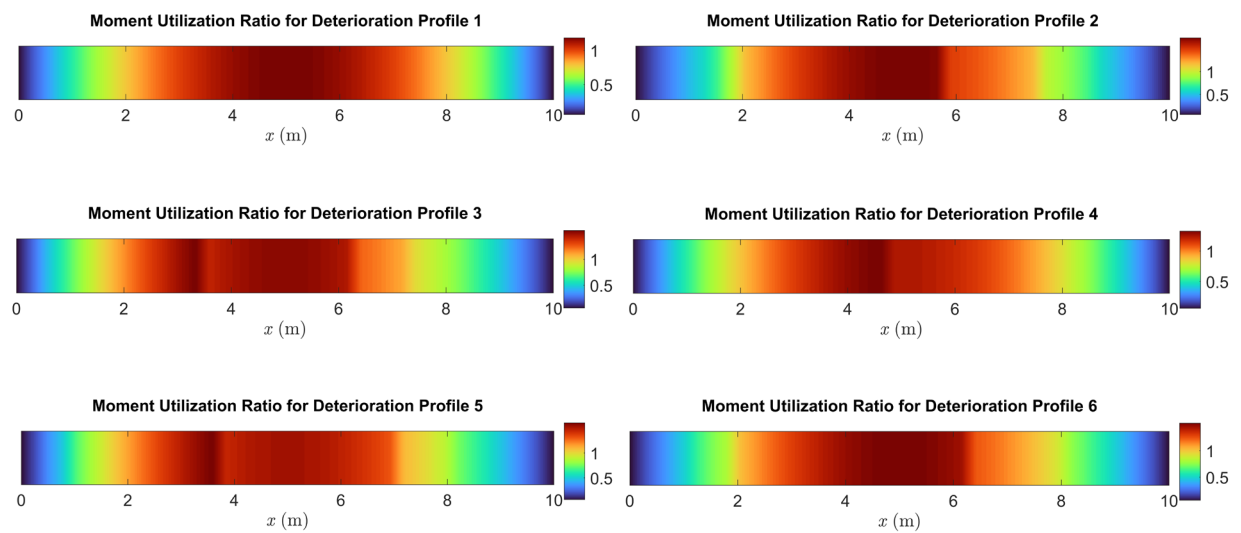 Moment Utilization Ratio for Deterioration Profile 1
1
0.5
0 2 4 6 8 10
x (m)
Moment Utilization Ratio for Deterioration Profile 2
1
0.5
0 2 4 6 8 10
x (m)
Moment Utilization Ratio for Deterioration Profile 3
1
0.5
0 2 4 6 8 10
x (m)
Moment Utilization Ratio for Deterioration Profile 4
1
0.5
0 2 4 6 8 10
x (m)
Moment Utilization Ratio for Deterioration Profile 5
1
0.5
0 2 4 6 8 10
x (m)
Moment Utilization Ratio for Deterioration Profile 6
1
0.5
0 2 4 6 8 10
x (m)